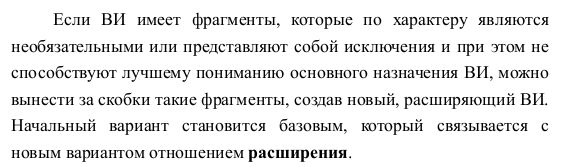 Если ВИ имеет фрагменты, которые по характеру являются
необязательными или представляют собой исключения и при этом не
способствуют лучшему пониманию основного назначения ВИ, можно
вынести за скобки такие фрагменты, создав новый, расширяющий ВИ.
Начальный вариант становится базовым, который связывается с
новым вариантом отношением расширения.